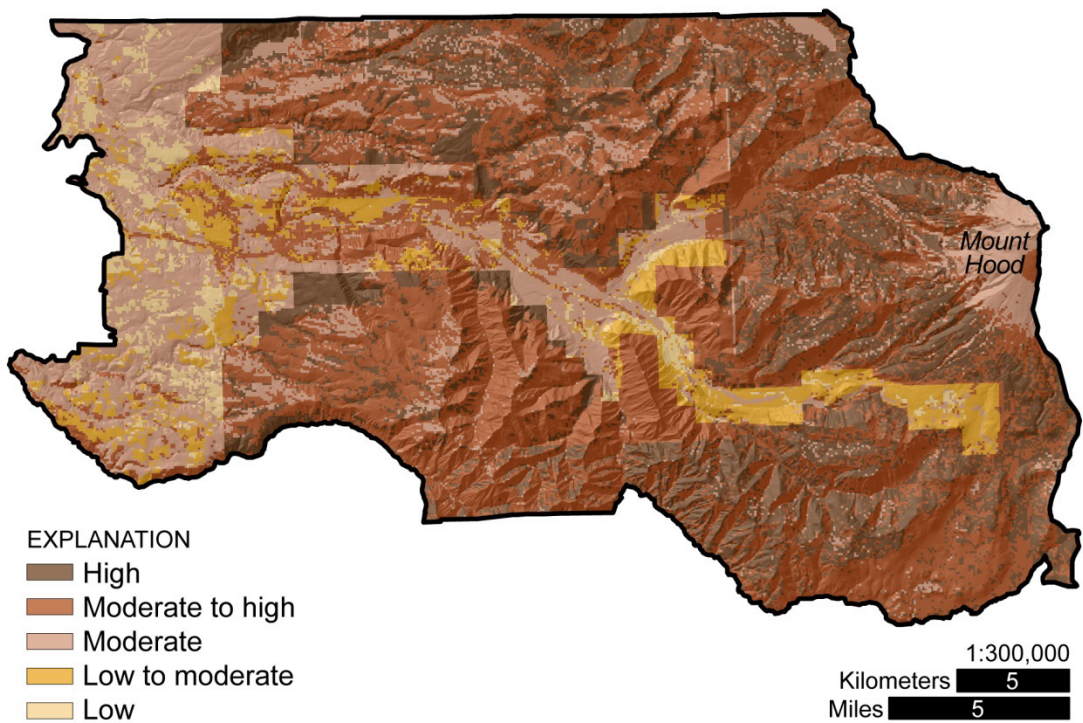 Mount
Hood
EXPLANATION
High
Moderate to high
Moderate
Low to moderate
Low
1:300,000
Kilometers 5
Miles 5